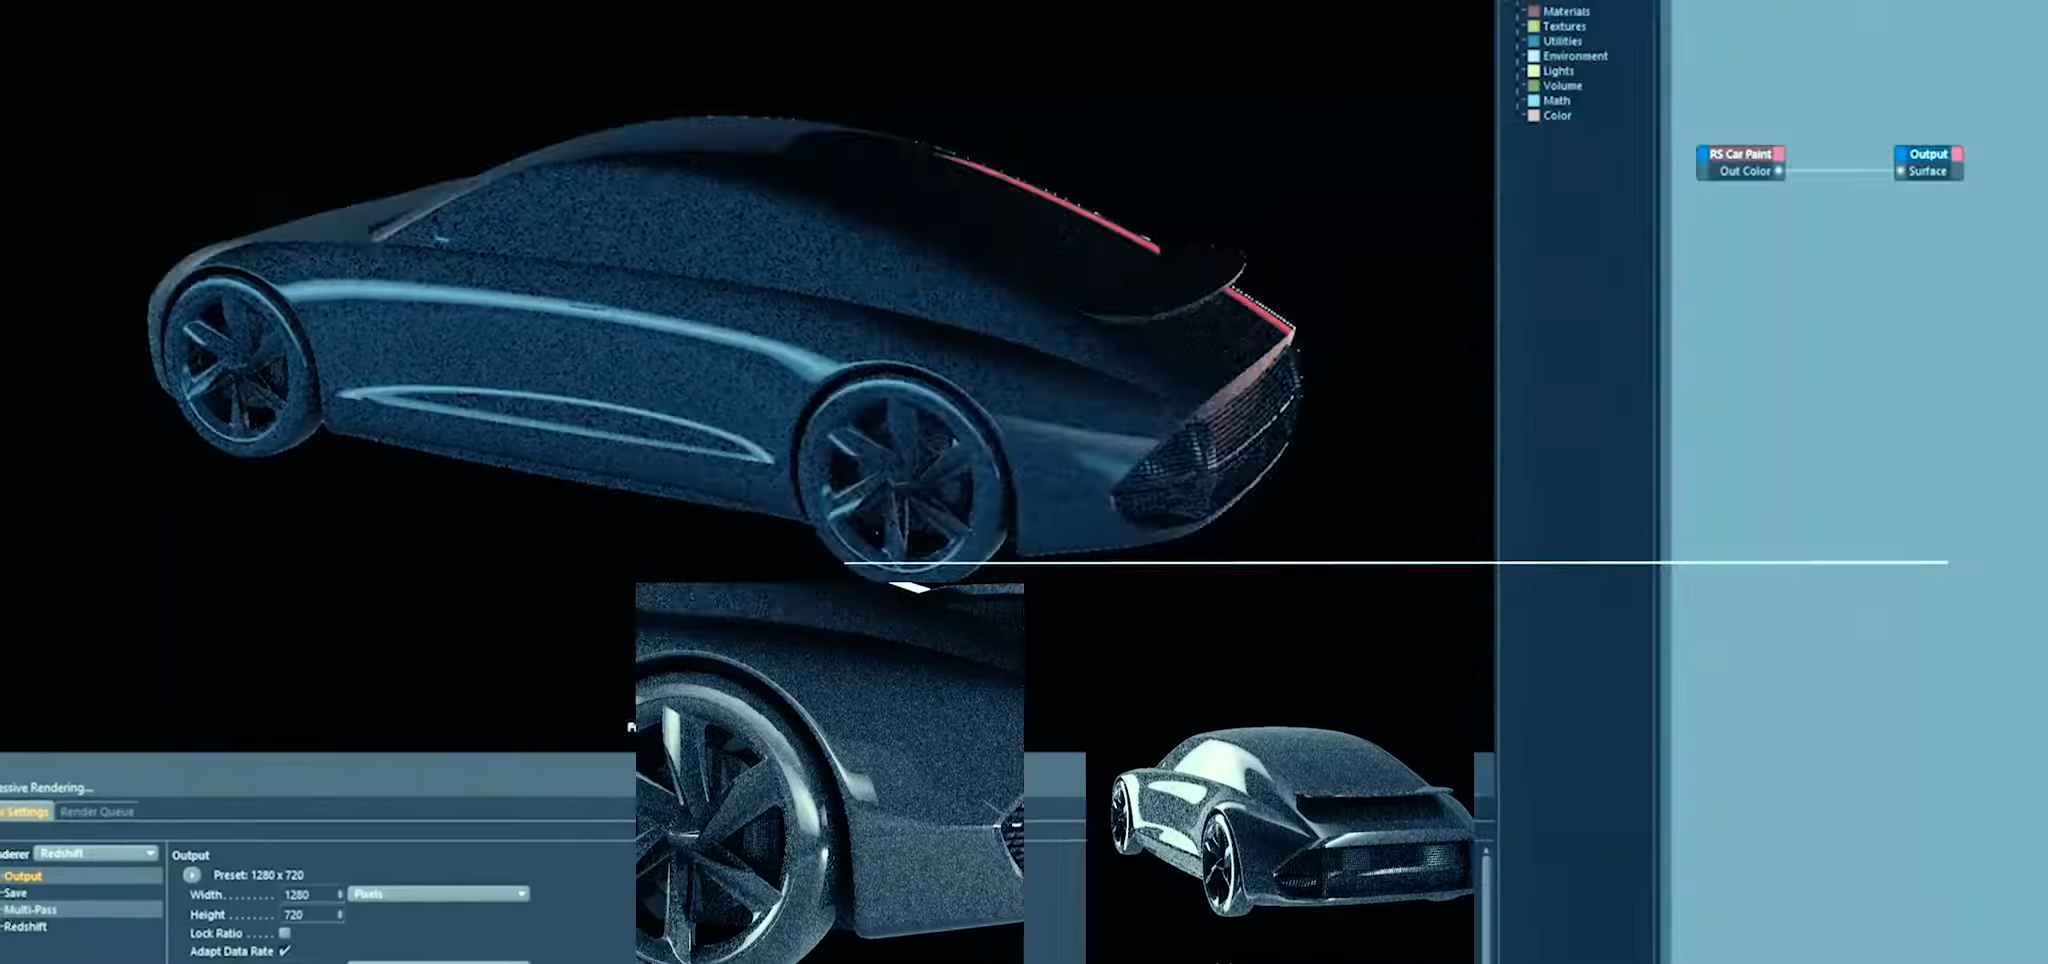 Materials
Textures
Utilities
Environment
Lights
Volume
Math
Color
RS Car Paint
Out Color
Output
Surface
essive Rendering...
Settings
Render Queue
derer
Redshift
Output
Save
Multi-Pass
Redshift
Output
Preset: 1280 x 720
Width
1280
Pixels
Height
720
Lock Ratio
Adapt Data Rate